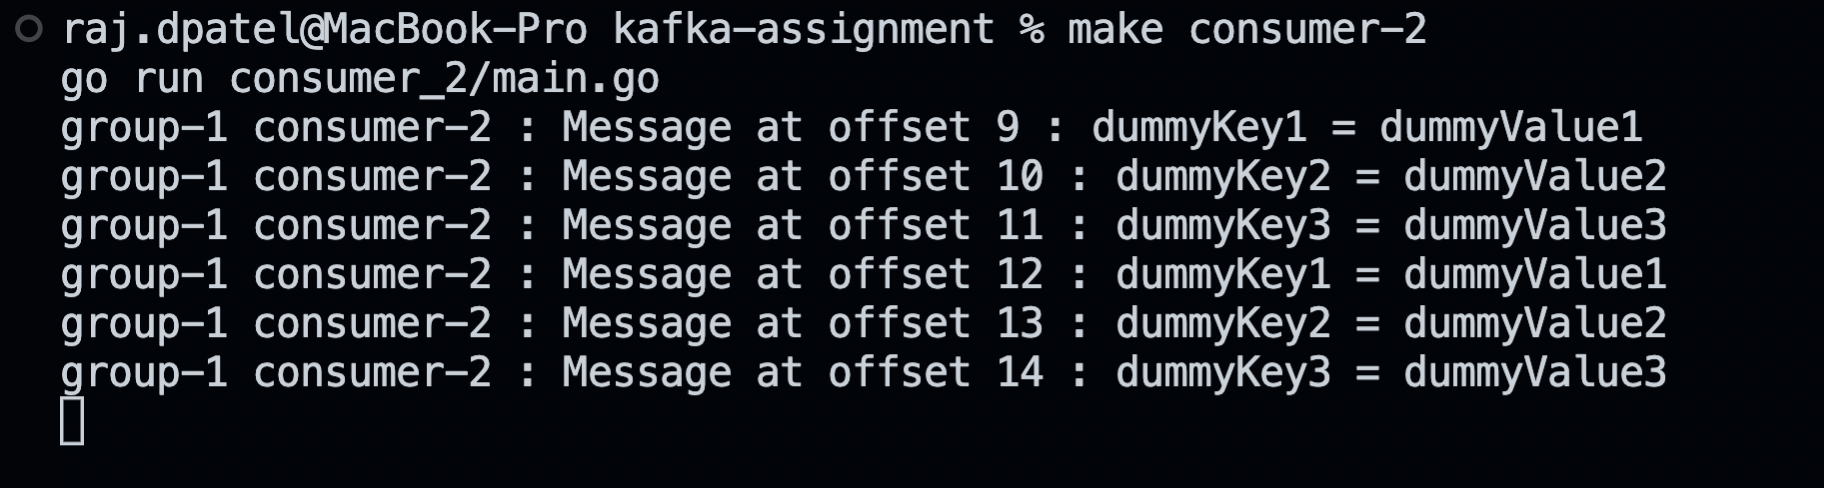 raj.dpatel@MacBook-Pro kafka-assignment % make consumer-2
go run consumer_2/main.go
group-1 consumer-2 : Message at offset 9 : dummyKey1 = dummyValue1
group-1 consumer-2 : Message at offset 10 : dummyKey2 = dummyValue2
group-1 consumer-2 : Message at offset 11 : dummyKey3 = dummyValue3
group-1 consumer-2 : Message at offset 12 : dummyKey1 = dummyValue1
group-1 consumer-2 : Message at offset 13 : dummyKey2 = dummyValue2
group-1 consumer-2 : Message at offset 14 : dummyKey3 = dummyValue3